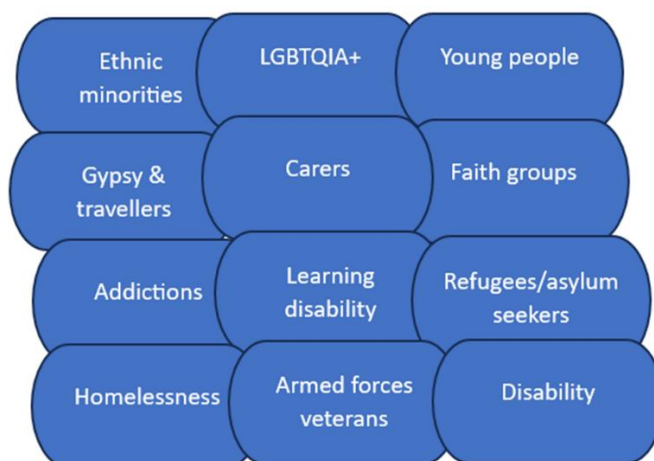 Ethnic
minorities
LGBTQIA+
Young people
Gypsy &
travellers
Carers
Faith groups
Addictions
Learning
disability
Refugees/asylum
seekers
Homelessness
Armed forces
veterans
Disability